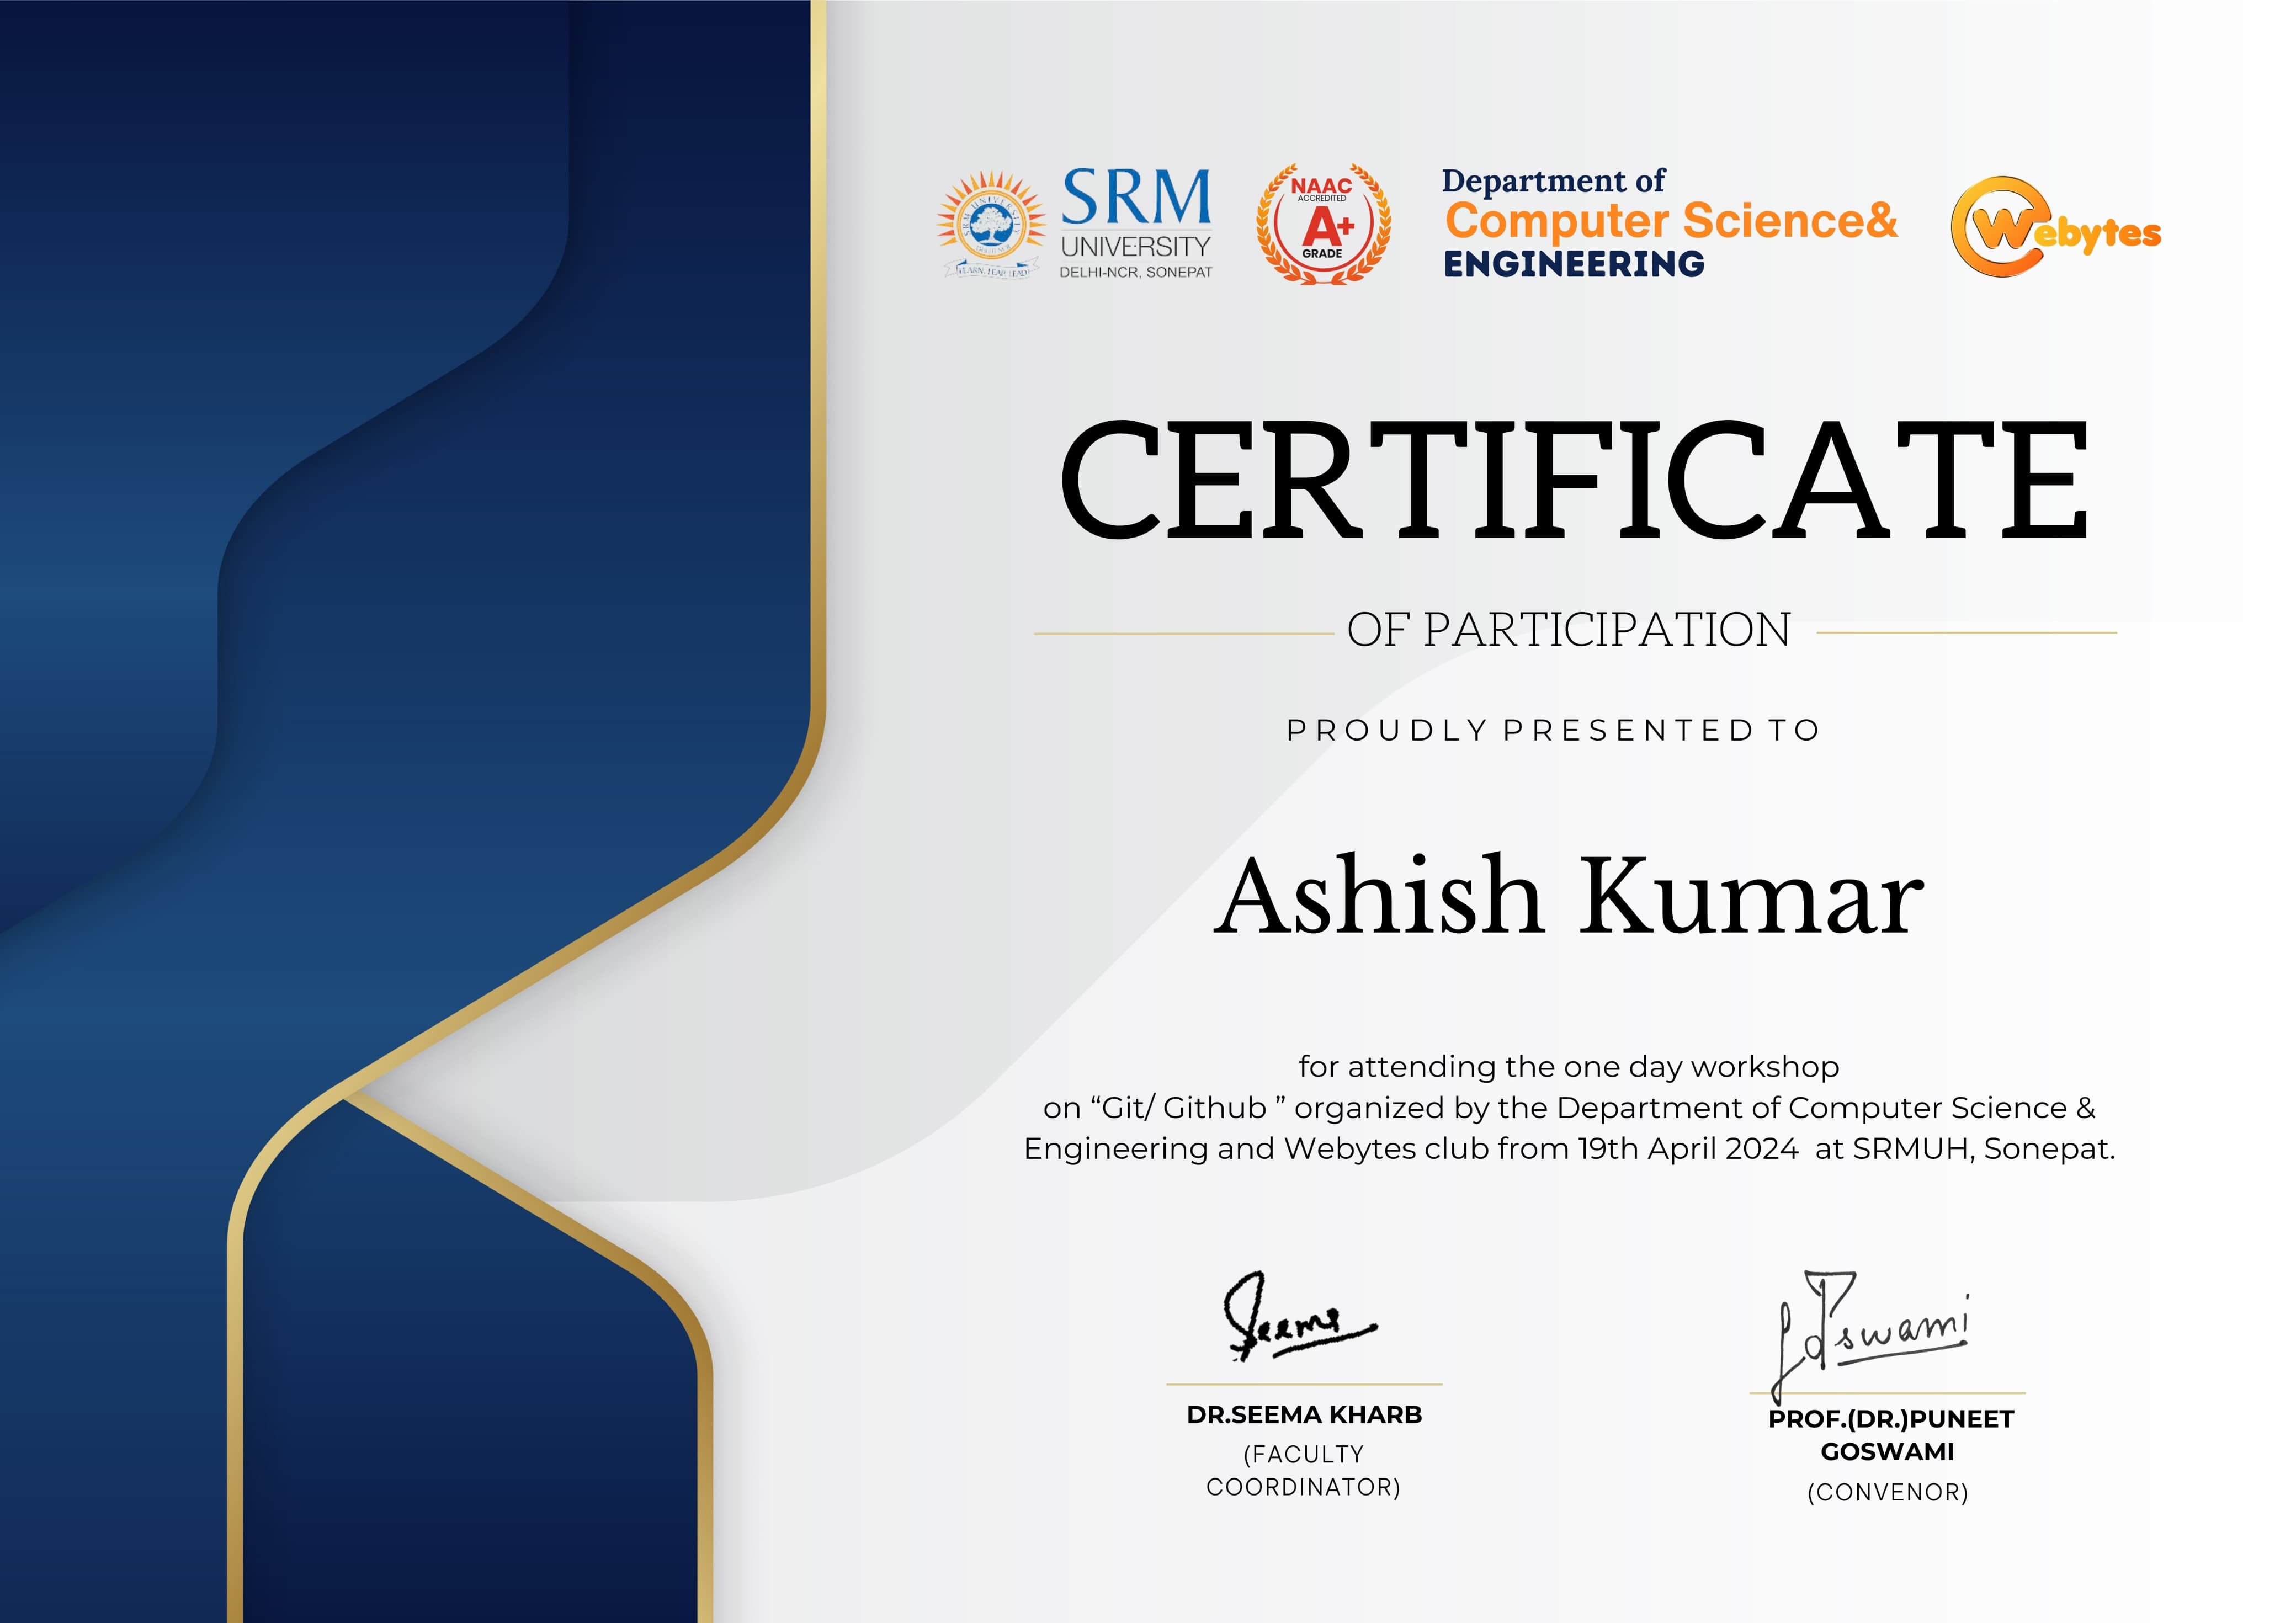 SRM UNIVERSITY
LEARN. LEAP. LEAD
SRM
UNIVERSITY
DELHI-NCR, SONEPAT
NAAC
ACCREDITED
A+
GRADE
Department of
Computer Science&
ENGINEERING
Webytes
CERTIFICATE
OF PARTICIPATION
PROUDLY PRESENTED TO
Ashish Kumar
for attending the one day workshop
on “Git/ Github ” organized by the Department of Computer Science &
Engineering and Webytes club from 19th April 2024  at SRMUH, Sonepat.
Seema
Goswami
DR.SEEMA KHARB
(FACULTY
COORDINATOR)
PROF.(DR.)PUNEET
GOSWAMI
(CONVENOR)